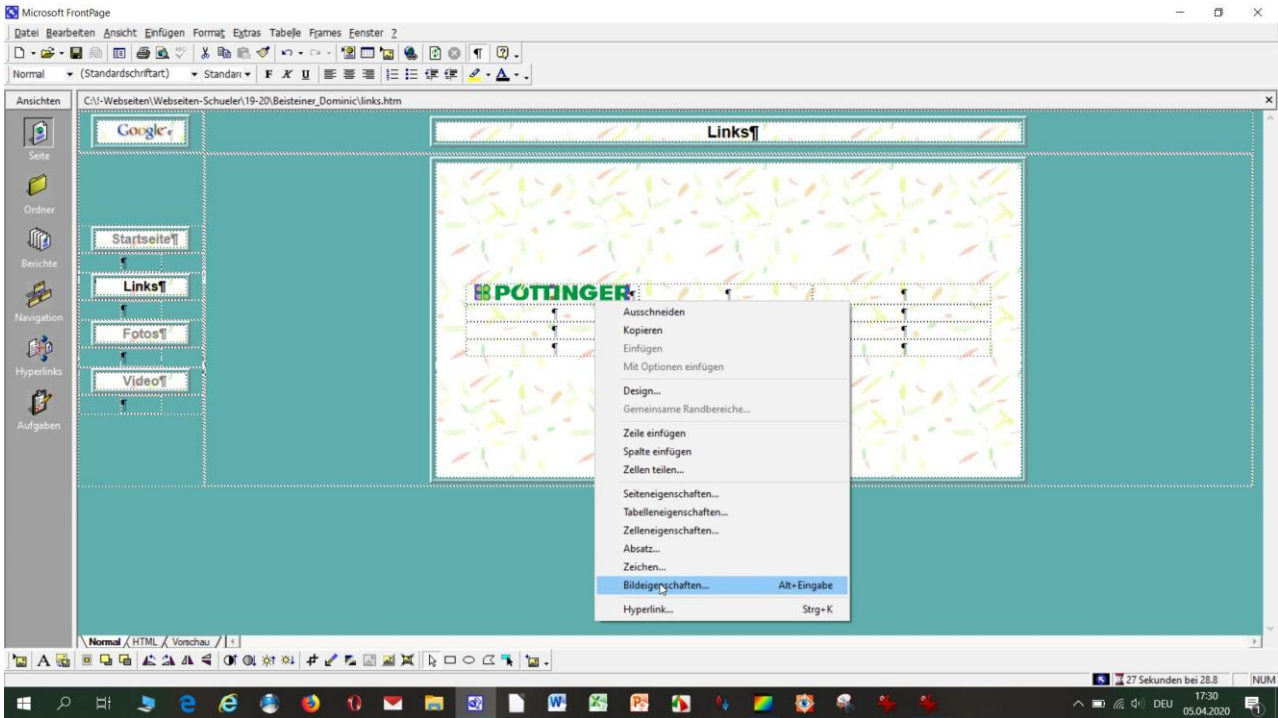 Microsoft FrontPage
Datei Bearbeiten Ansicht Einfügen Format Extras Tabelle Frames Fenster ?
Normal (Standardschriftart) Standard F K U
Ansichten C:\!-Webseiten\Webseiten-Schueler\19-20\Beisteiner_Dominic\links.htm
Google¶ Links¶
Seite
Ordner
Startseite¶
Berichte ¶
Links¶ PÖTTINGER¶ ¶ ¶
¶ ¶ ¶
Navigation ¶ ¶
Fotos¶ ¶ ¶
¶
Hyperlinks
Video¶
¶
Aufgaben
Ausschneiden
Kopieren
Einfügen
Mit Optionen einfügen
Design...
Gemeinsame Randbereiche...
Zeile einfügen
Spalte einfügen
Zellen teilen...
Seiteneigenschaften...
Tabelleneigenschaften...
Zelleneigenschaften...
Absatz...
Zeichen...
Bildeigenschaften... Alt+Eingabe
Hyperlink... Strg+K
Normal HTML Vorschau
27 Sekunden bei 28.8 NUM
DEU 17:30
05.04.2020